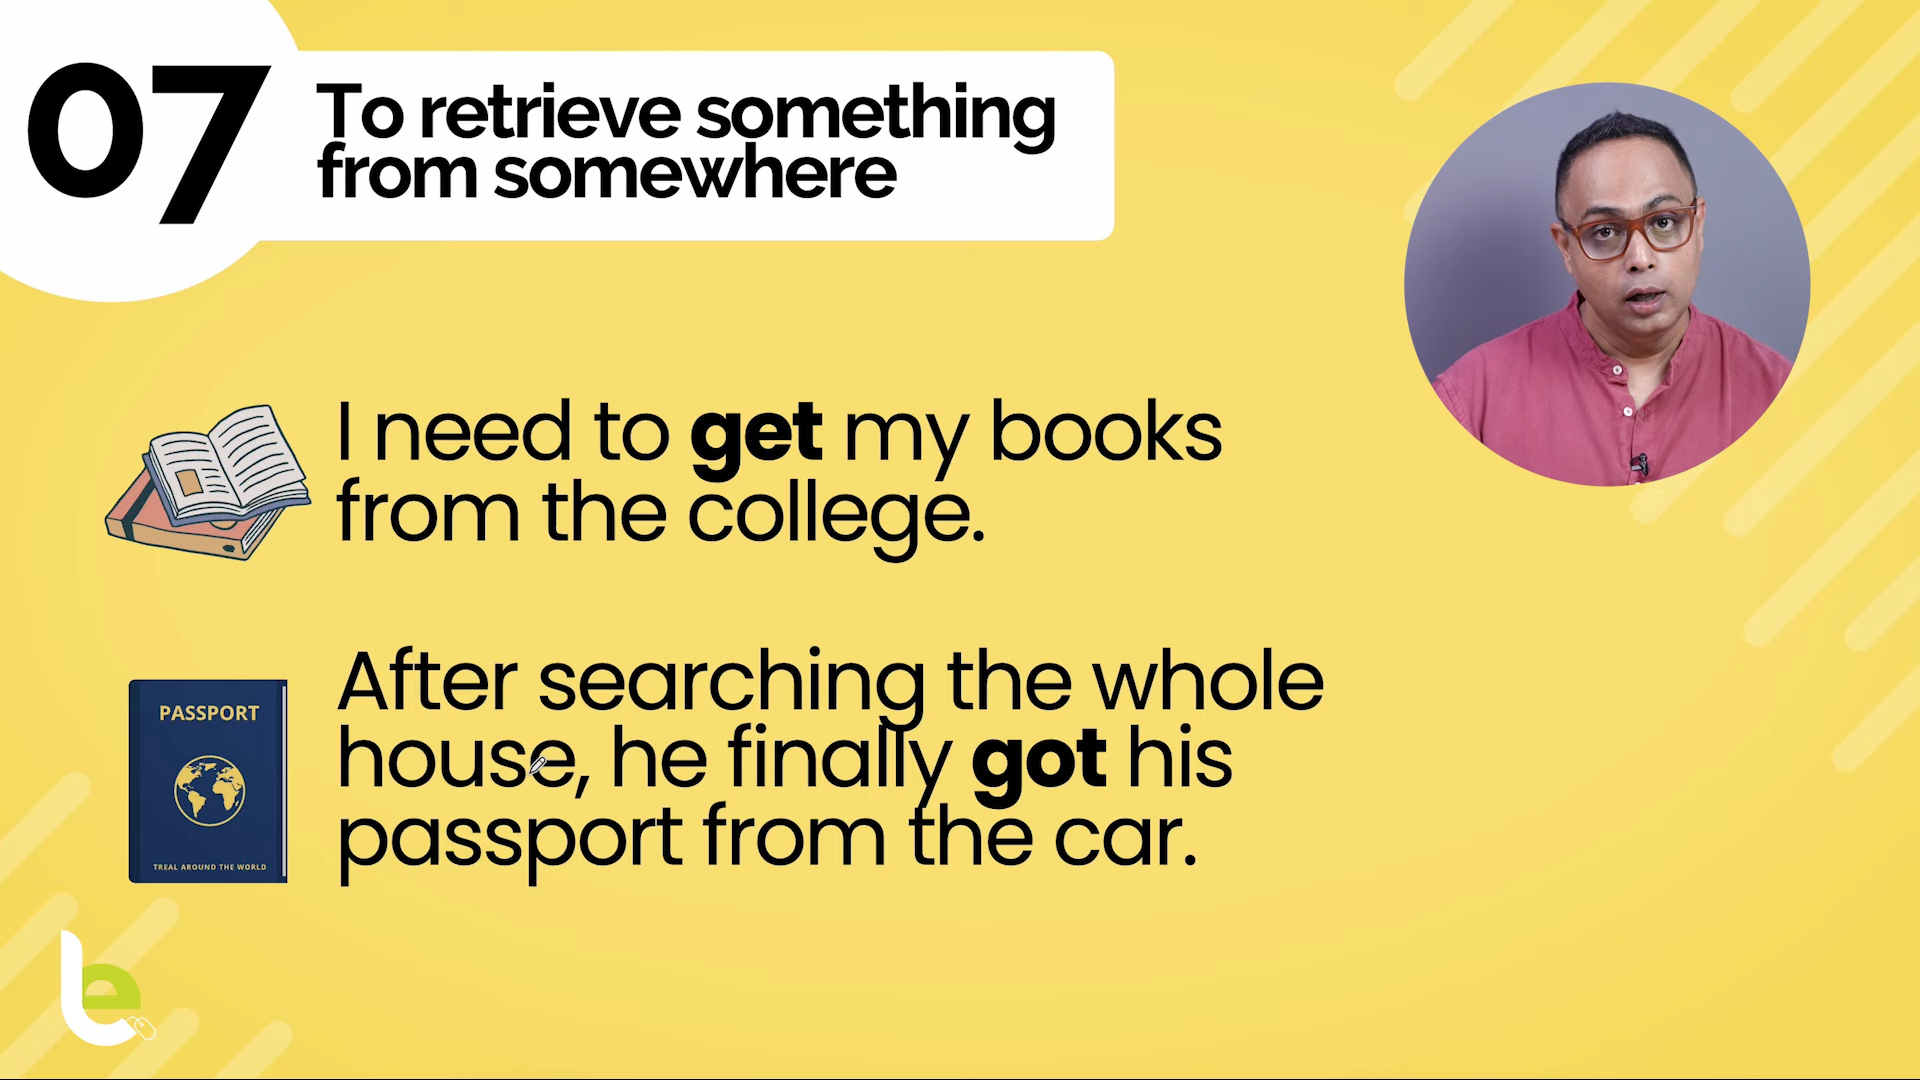 07
To retrieve something
from somewhere
I need to get my books
from the college.
After searching the whole
house, he finally got his
passport from the car.
PASSPORT
TREAL AROUND THE WORLD
Le